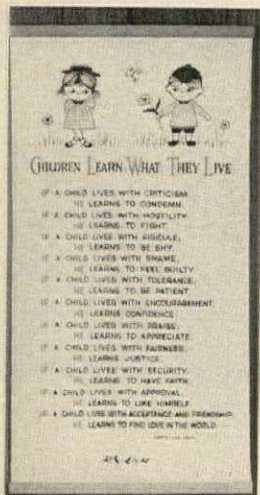 CHILDREN LEARN WHAT THEY LIVE
IF A CHILD LIVES WITH CRITICISM,
HE LEARNS TO CONDEMN.
IF A CHILD LIVES WITH HOSTILITY,
HE LEARNS TO FIGHT.
IF A CHILD LIVES WITH RIDICULE,
HE LEARNS TO BE SHY.
IF A CHILD LIVES WITH SHAME,
HE LEARNS TO FEEL GUILTY.
IF A CHILD LIVES WITH TOLERANCE,
HE LEARNS TO BE PATIENT.
IF A CHILD LIVES WITH ENCOURAGEMENT,
HE LEARNS CONFIDENCE.
IF A CHILD LIVES WITH PRAISE,
HE LEARNS TO APPRECIATE.
IF A CHILD LIVES WITH FAIRNESS,
HE LEARNS JUSTICE.
IF A CHILD LIVES WITH SECURITY,
HE LEARNS TO HAVE FAITH.
IF A CHILD LIVES WITH APPROVAL,
HE LEARNS TO LIKE HIMSELF.
IF A CHILD LIVES WITH ACCEPTANCE AND FRIENDSHIP,
HE LEARNS TO FIND LOVE IN THE WORLD.